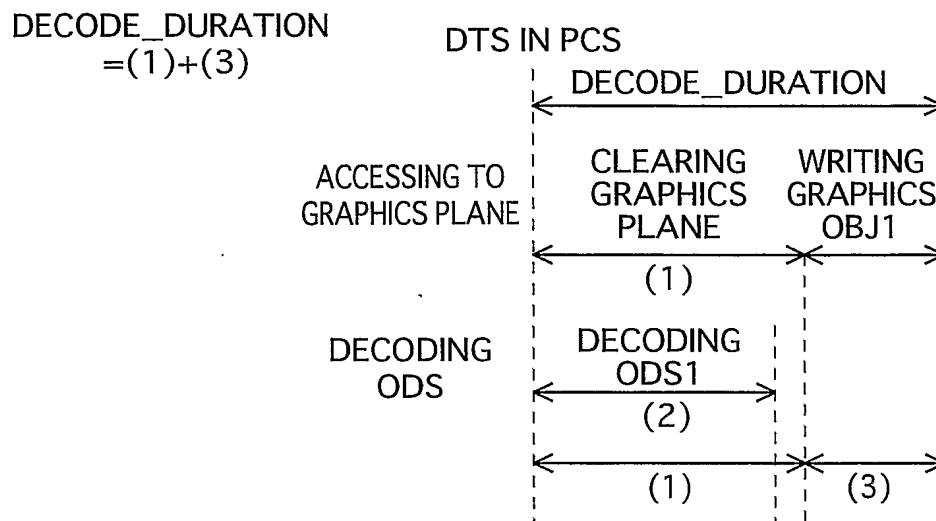 DECODE_DURATION
=(1)+(3)
DTS IN PCS
DECODE_DURATION
ACCESSING TO
GRAPHICS PLANE
CLEARING
GRAPHICS
PLANE
WRITING
GRAPHICS
OBJ1
(1)
DECODING
ODS
DECODING
ODS1
(2)
(1)
(3)